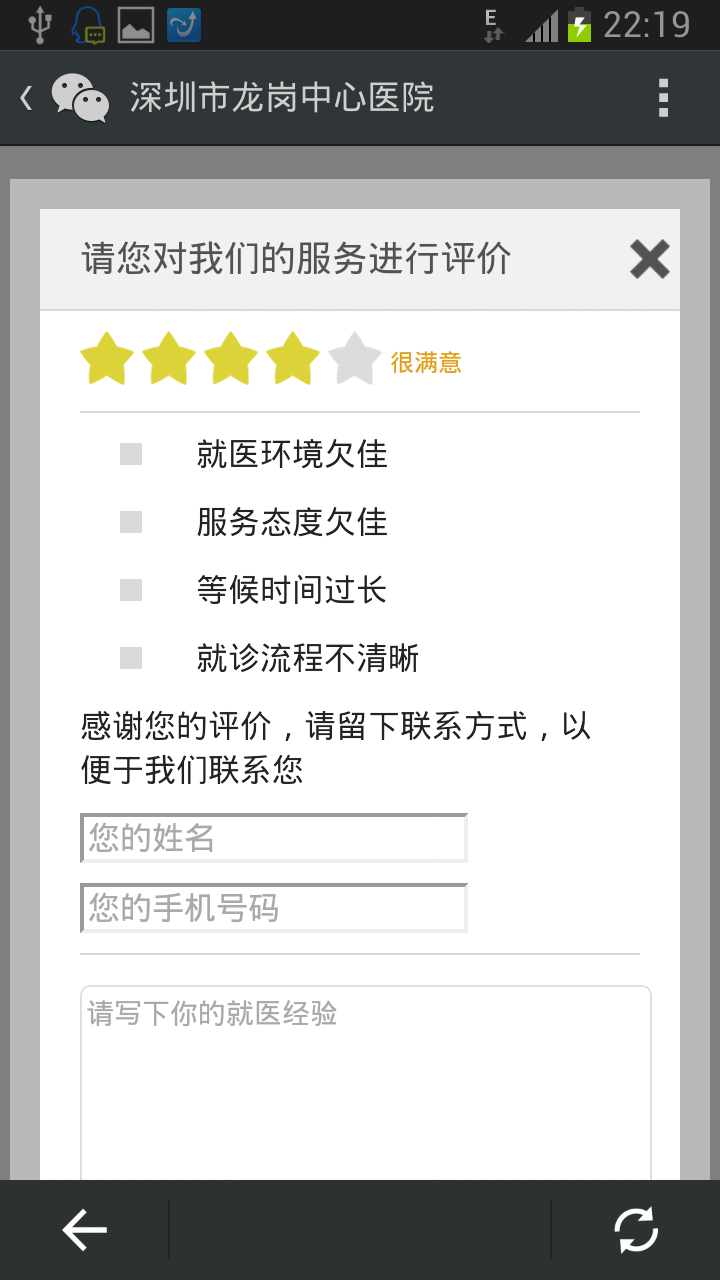 E 22:19
深圳市龙岗中心医院
请您对我们的服务进行评价
很满意
就医环境欠佳
服务态度欠佳
等候时间过长
就诊流程不清晰
感谢您的评价，请留下联系方式，以
便于我们联系您
您的姓名
您的手机号码
请写下你的就医经验